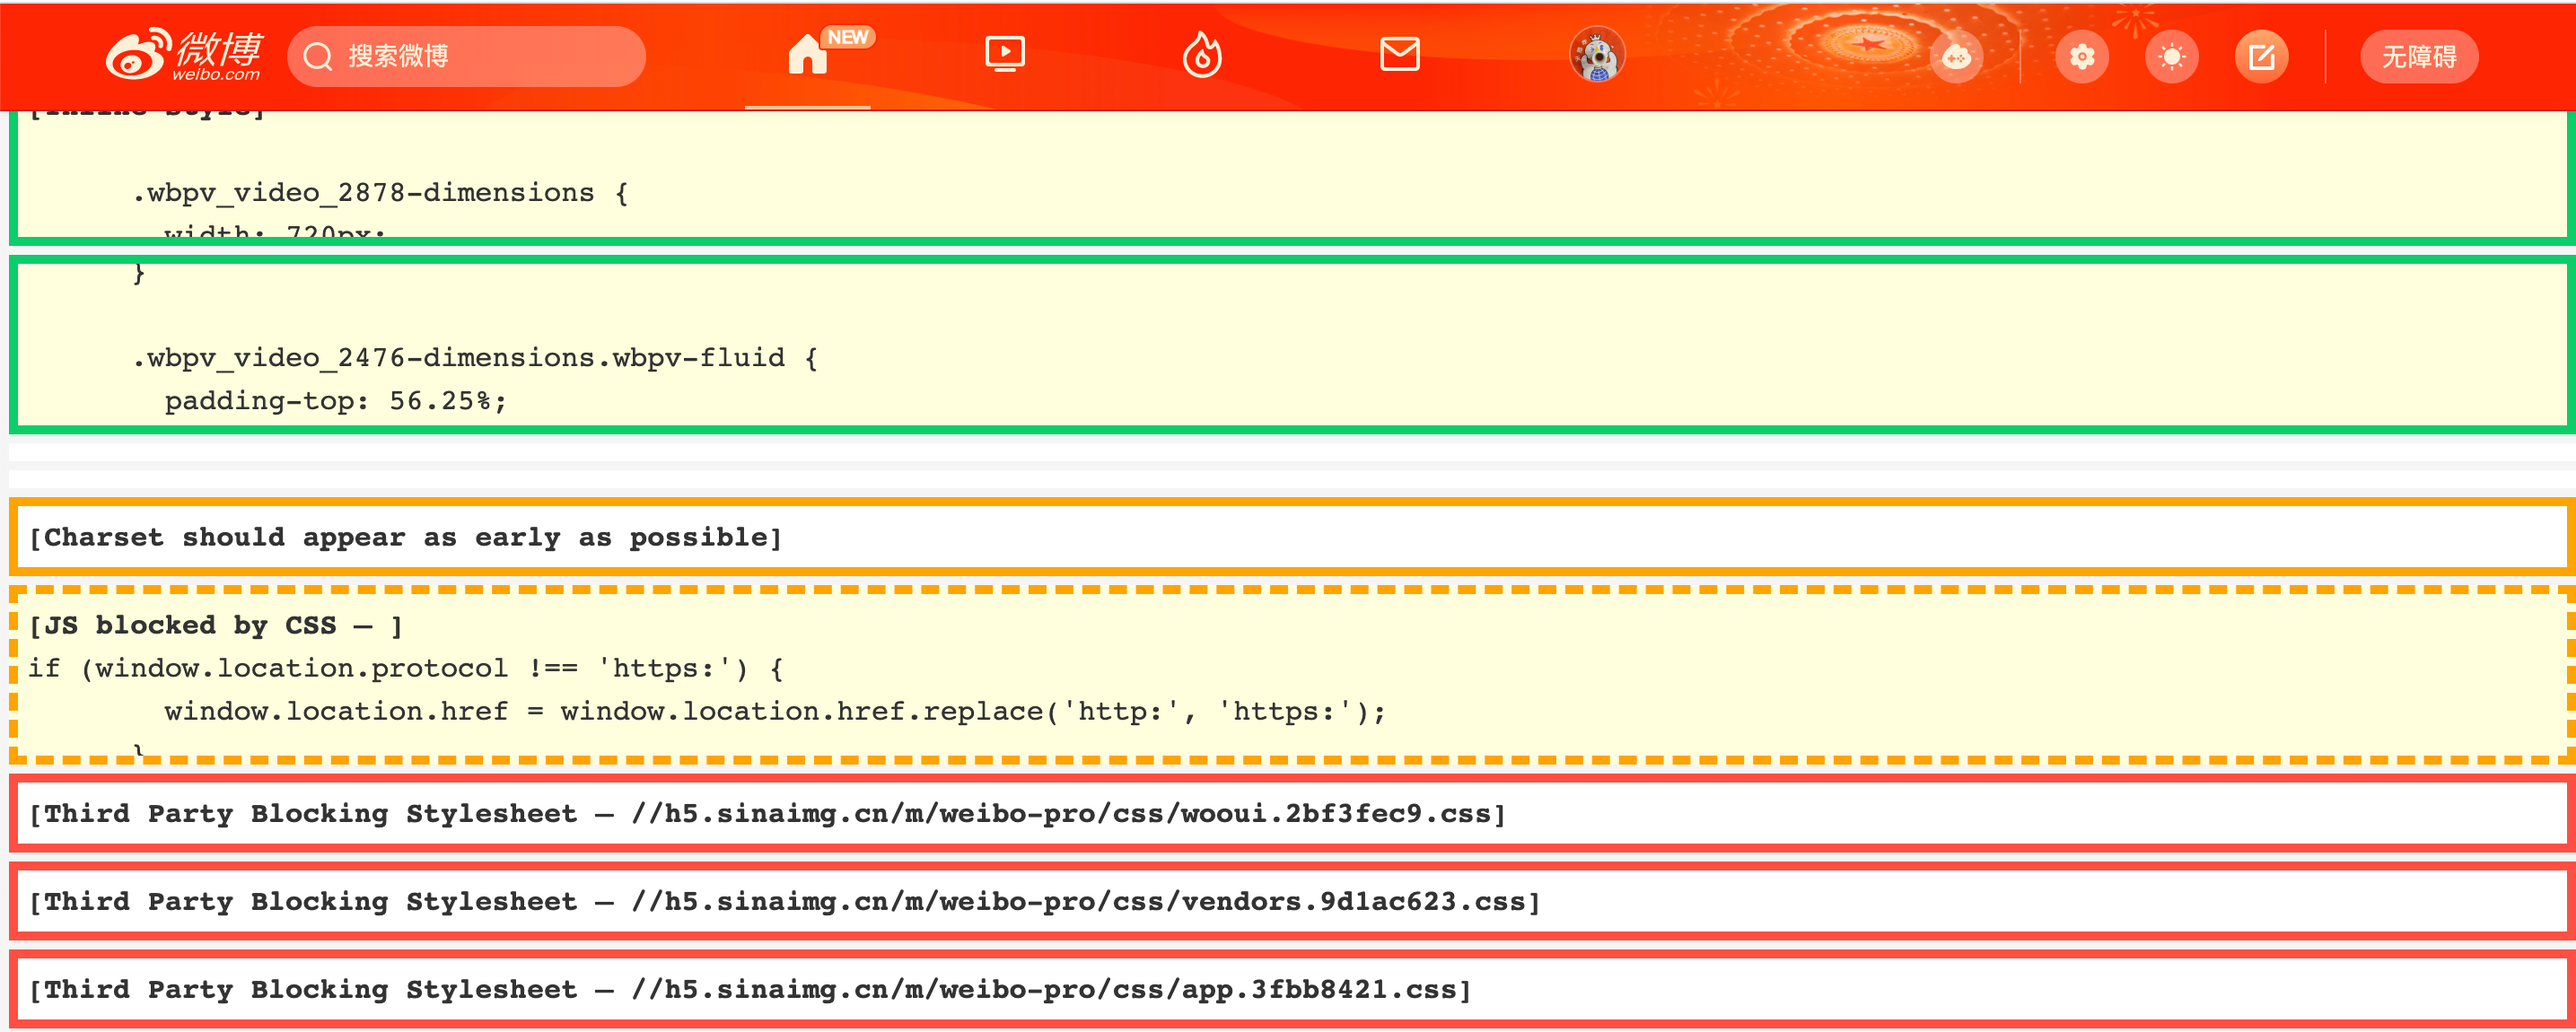 微博
weibo.com
搜索微博
NEW
无障碍
[Inline Style]
.wbpv_video_2878-dimensions {
width: 720px;
}
.wbpv_video_2476-dimensions.wbpv-fluid {
padding-top: 56.25%;
[Charset should appear as early as possible]
[JS blocked by CSS – ]
if (window.location.protocol !== 'https:') {
window.location.href = window.location.href.replace('http:', 'https:');
}
[Third Party Blocking Stylesheet – //h5.sinaimg.cn/m/weibo-pro/css/wooui.2bf3fec9.css]
[Third Party Blocking Stylesheet – //h5.sinaimg.cn/m/weibo-pro/css/vendors.9d1ac623.css]
[Third Party Blocking Stylesheet – //h5.sinaimg.cn/m/weibo-pro/css/app.3fbb8421.css]